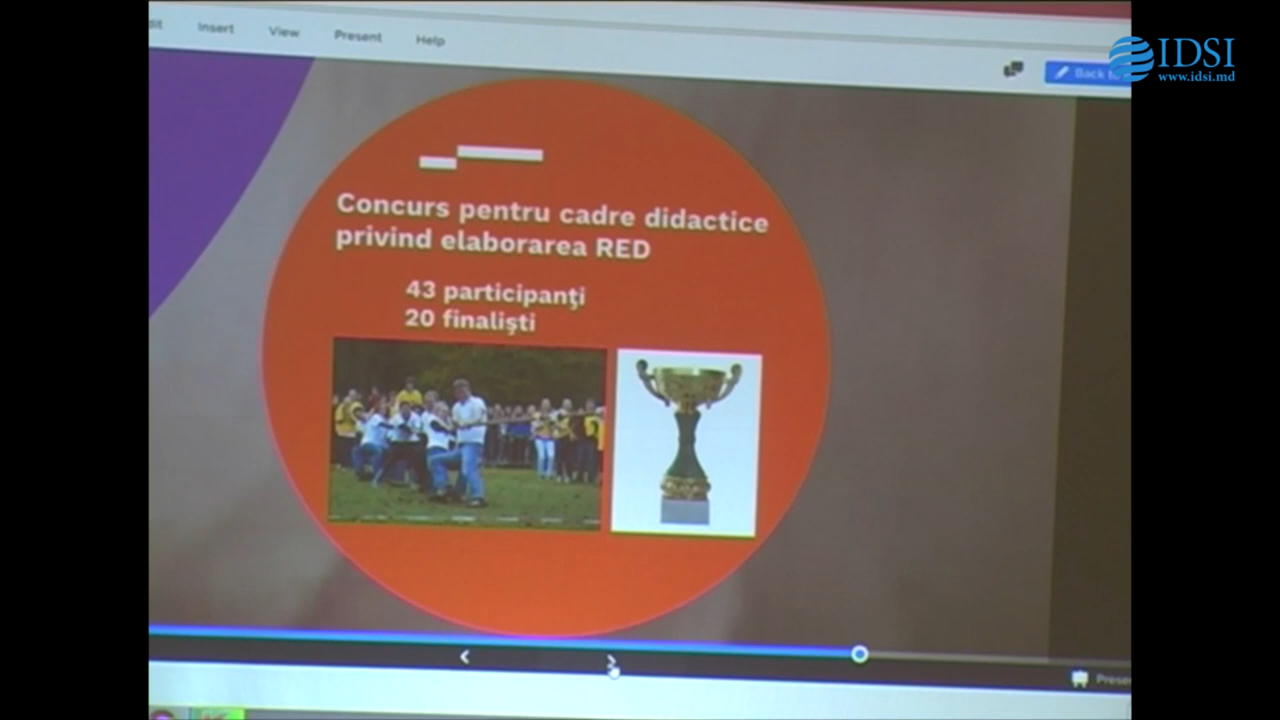 Insert View Present Help
IDSI
www.idsi.md
Back to
Concurs pentru cadre didactice
privind elaborarea RED
43 participanţi
20 finalişti